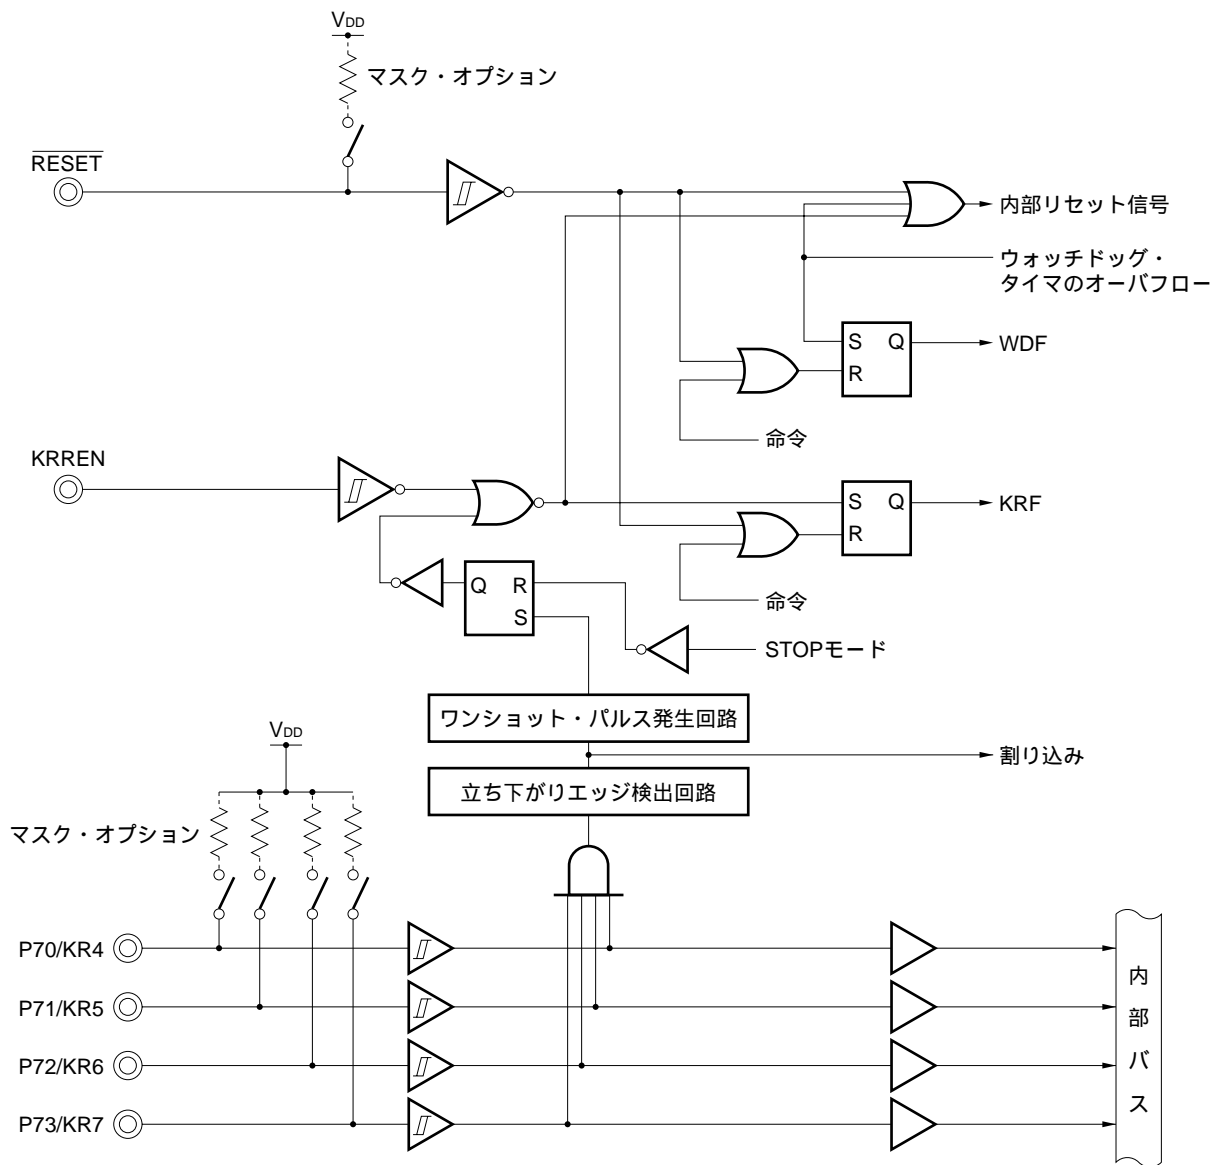 VDD
マスク・オプション
RESET
内部リセット信号
ウォッチドッグ・
タイマのオーバフロー
S Q
R
WDF
命令
KRREN
S Q
R
KRF
命令
Q R
S
STOPモード
ワンショット・パルス発生回路
VDD
割り込み
立ち下がりエッジ検出回路
マスク・オプション
P70/KR4
P71/KR5
P72/KR6
P73/KR7
内部バス